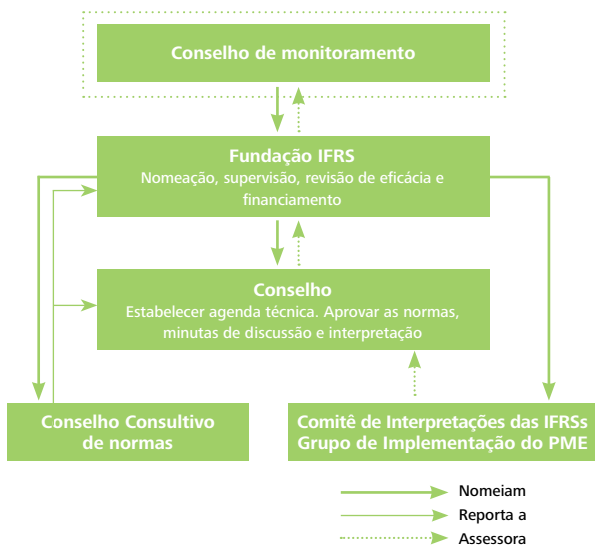 Conselho de monitoramento
Fundação IFRS
Nomeação, supervisão, revisão de eficácia e
financiamento
Conselho
Estabelecer agenda técnica. Aprovar as normas,
minutas de discussão e interpretação
Conselho Consultivo
de normas
Comitê de Interpretações das IFRSs
Grupo de Implementação do PME
Nomeiam
Reporta a
Assessora